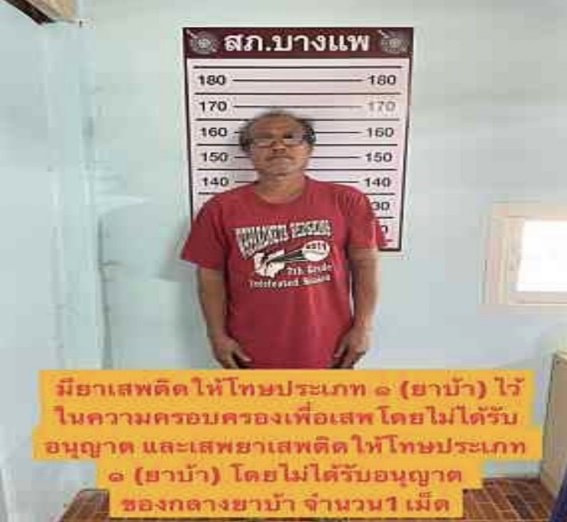 สภ.บางแพ
180 180
170 170
160 160
150 150
140 140
30
7th Grade
มียาเสพติดให้โทษประเภท ๑ (ยาบ้า) ไว้
ในความครอบครองเพื่อเสพโดยไม่ได้รับ
อนุญาต และเสพยาเสพติดให้โทษประเภท
๑ (ยาบ้า) โดยไม่ได้รับอนุญาต
ของกลางยาบ้า จำนวน1 เม็ด